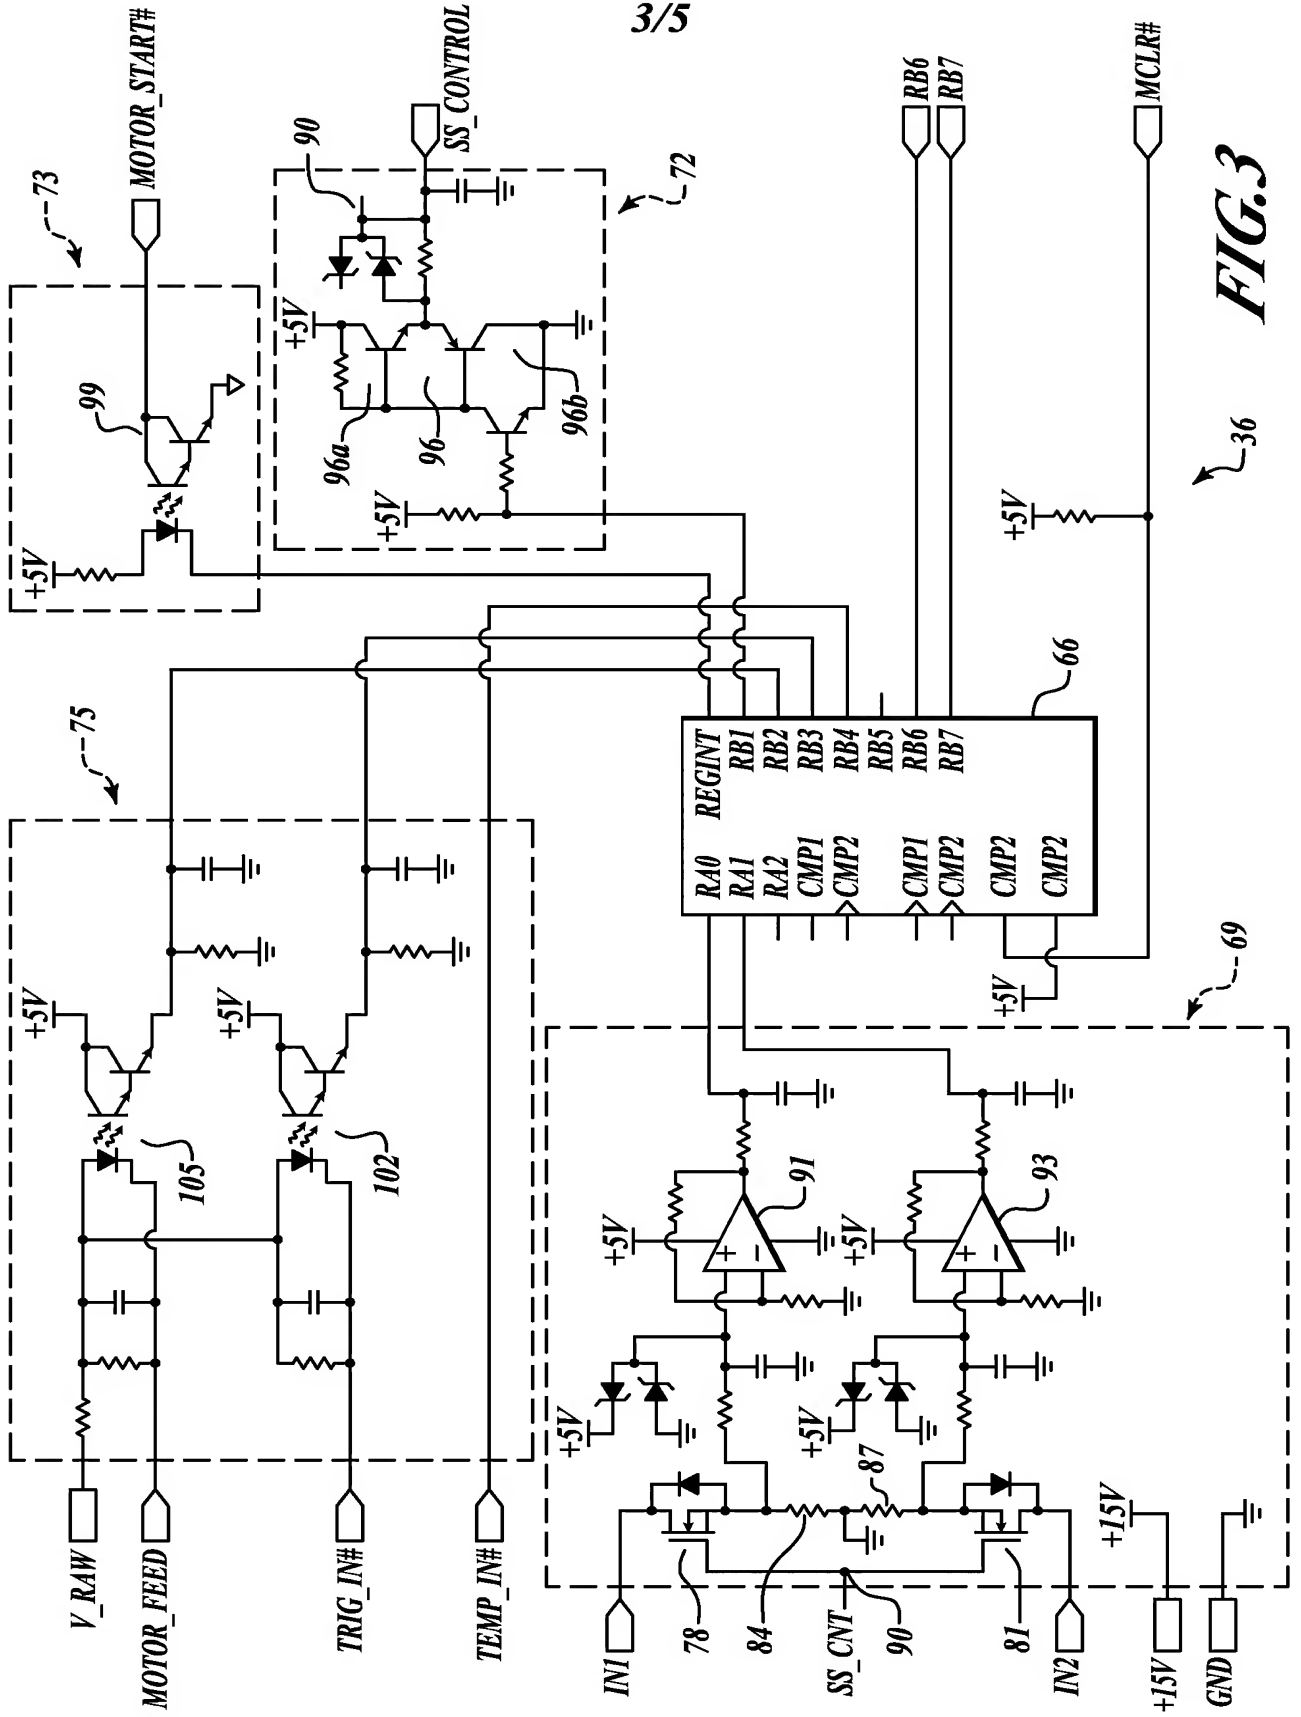 3/5
V_RAW
MOTOR_FEED
TRIG_IN#
TEMP_IN#
75
+5V
105
+5V
102
73
+5V
99
MOTOR_START#
72
+5V
96a
96
96b
+5V
90
SS_CONTROL
RB6
RB7
MCLR#
+5V
36
66
REGINT
RB1
RB2
RB3
RB4
RB5
RB6
RB7
RA0
RA1
RA2
CMP1
CMP2
CMP1
CMP2
CMP2
CMP2
+5V
69
IN1
78
84
SS_CNT
90
81
IN2
87
+5V
+5V
+
−
91
+5V
+5V
+
−
93
+15V
+15V
GND
FIG.3